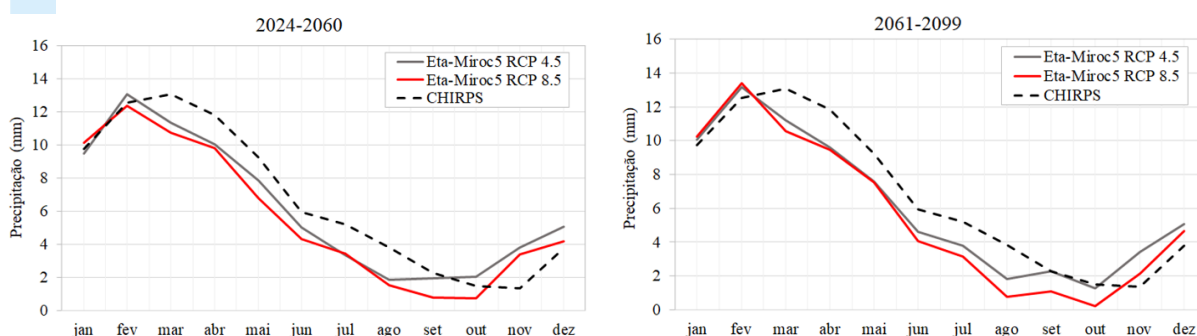 2024-2060
Precipitação (mm)
16
14
12
10
8
6
4
2
0
Eta-Miroc5 RCP 4.5
Eta-Miroc5 RCP 8.5
CHIRPS
jan fev mar abr mai jun jul ago set out nov dez
2061-2099
Precipitação (mm)
16
14
12
10
8
6
4
2
0
Eta-Miroc5 RCP 4.5
Eta-Miroc5 RCP 8.5
CHIRPS
jan fev mar abr mai jun jul ago set out nov dez